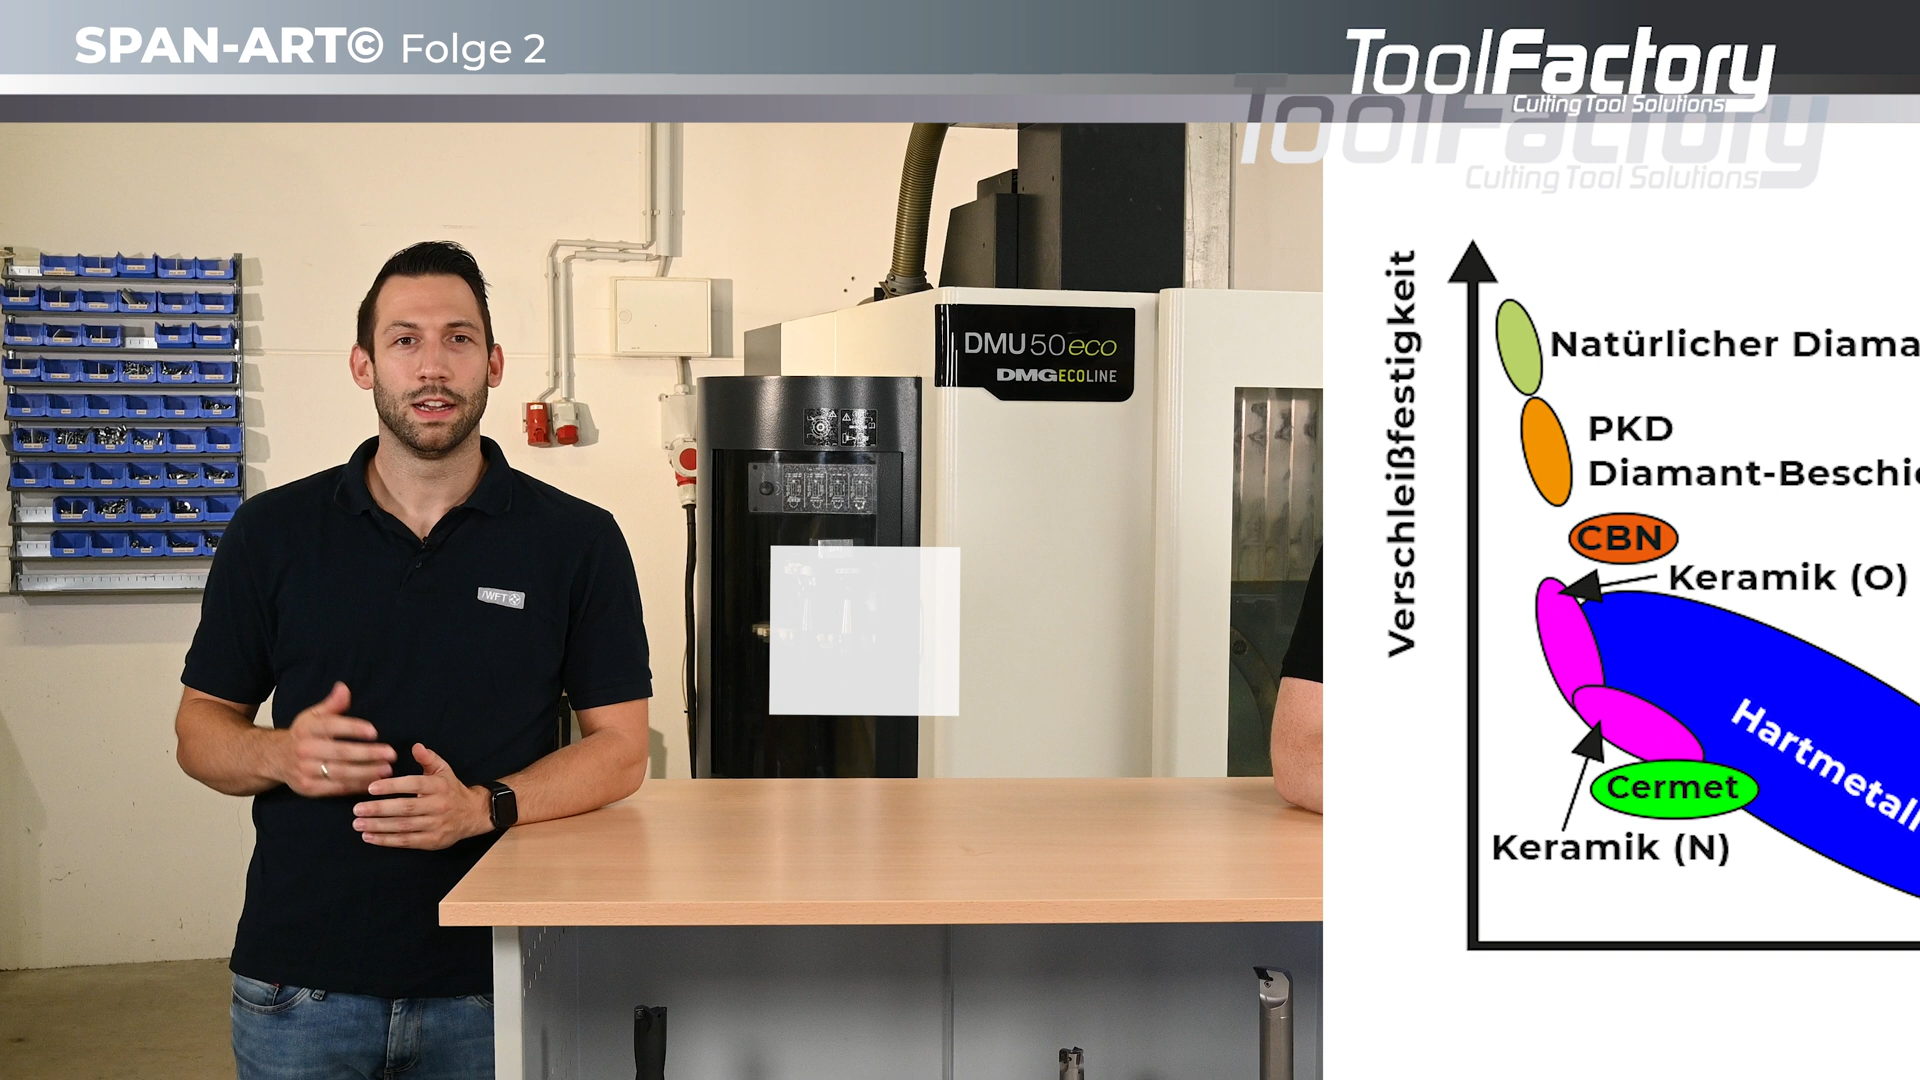 SPAN-ART© Folge 2
ToolFactory
Cutting Tool Solutions
ToolFactory
Cutting Tool Solutions
DMU 50 eco
DMG ECOLINE
IWFT
Verschleißfestigkeit
Natürlicher Diama
PKD
Diamant-Beschic
CBN
Keramik (O)
Hartmetall
Cermet
Keramik (N)